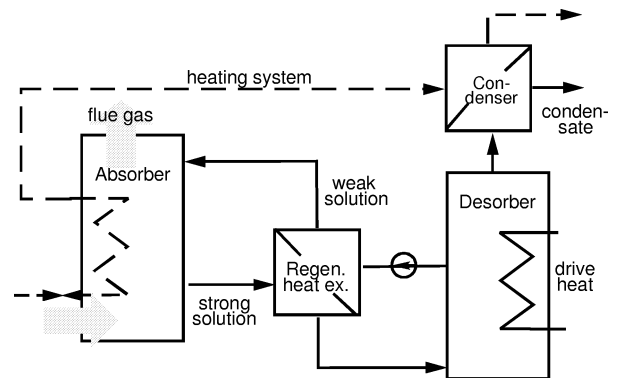 heating system
Con-
denser
conden-
sate
flue gas
Absorber
weak
solution
Desorber
Regen.
heat ex.
drive
heat
strong
solution